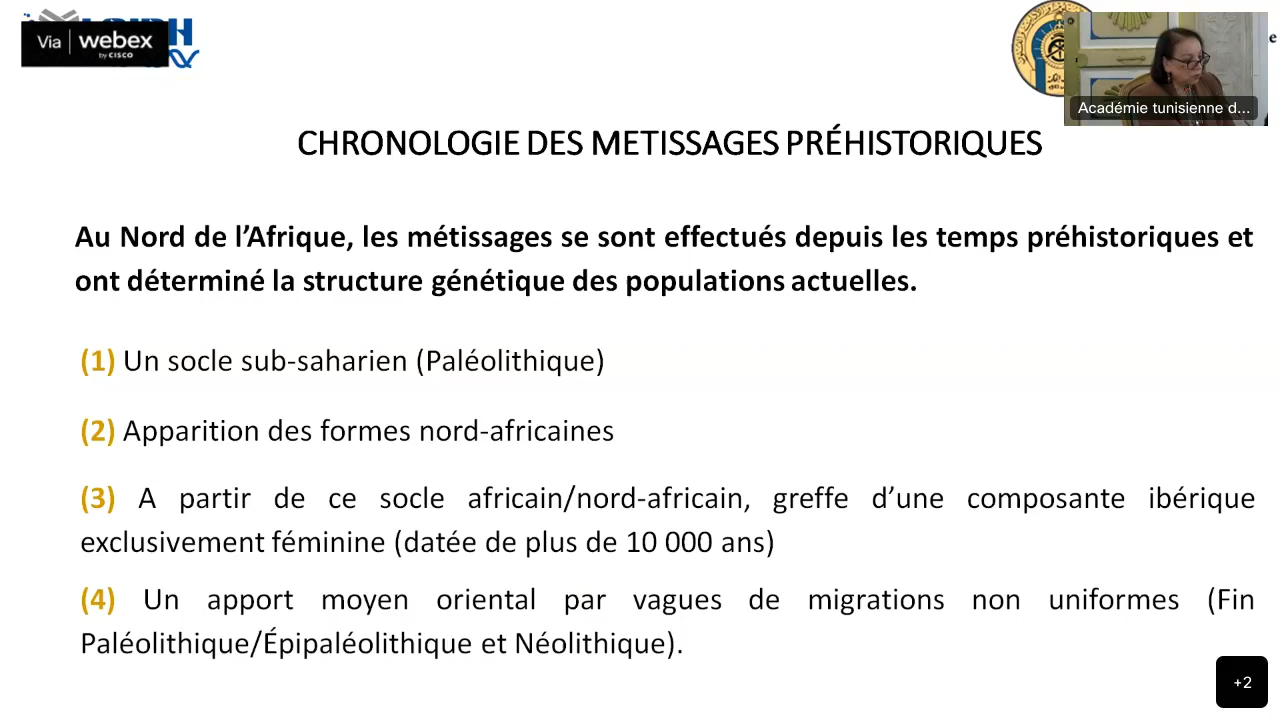 Via webex
by CISCO
e
Académie tunisienne d...
CHRONOLOGIE DES METISSAGES PRÉHISTORIQUES
Au Nord de l’Afrique, les métissages se sont effectués depuis les temps préhistoriques et
ont déterminé la structure génétique des populations actuelles.
(1) Un socle sub-saharien (Paléolithique)
(2) Apparition des formes nord-africaines
(3) A partir de ce socle africain/nord-africain, greffe d’une composante ibérique
exclusivement féminine (datée de plus de 10 000 ans)
(4) Un apport moyen oriental par vagues de migrations non uniformes (Fin
Paléolithique/Épipaléolithique et Néolithique).
+2